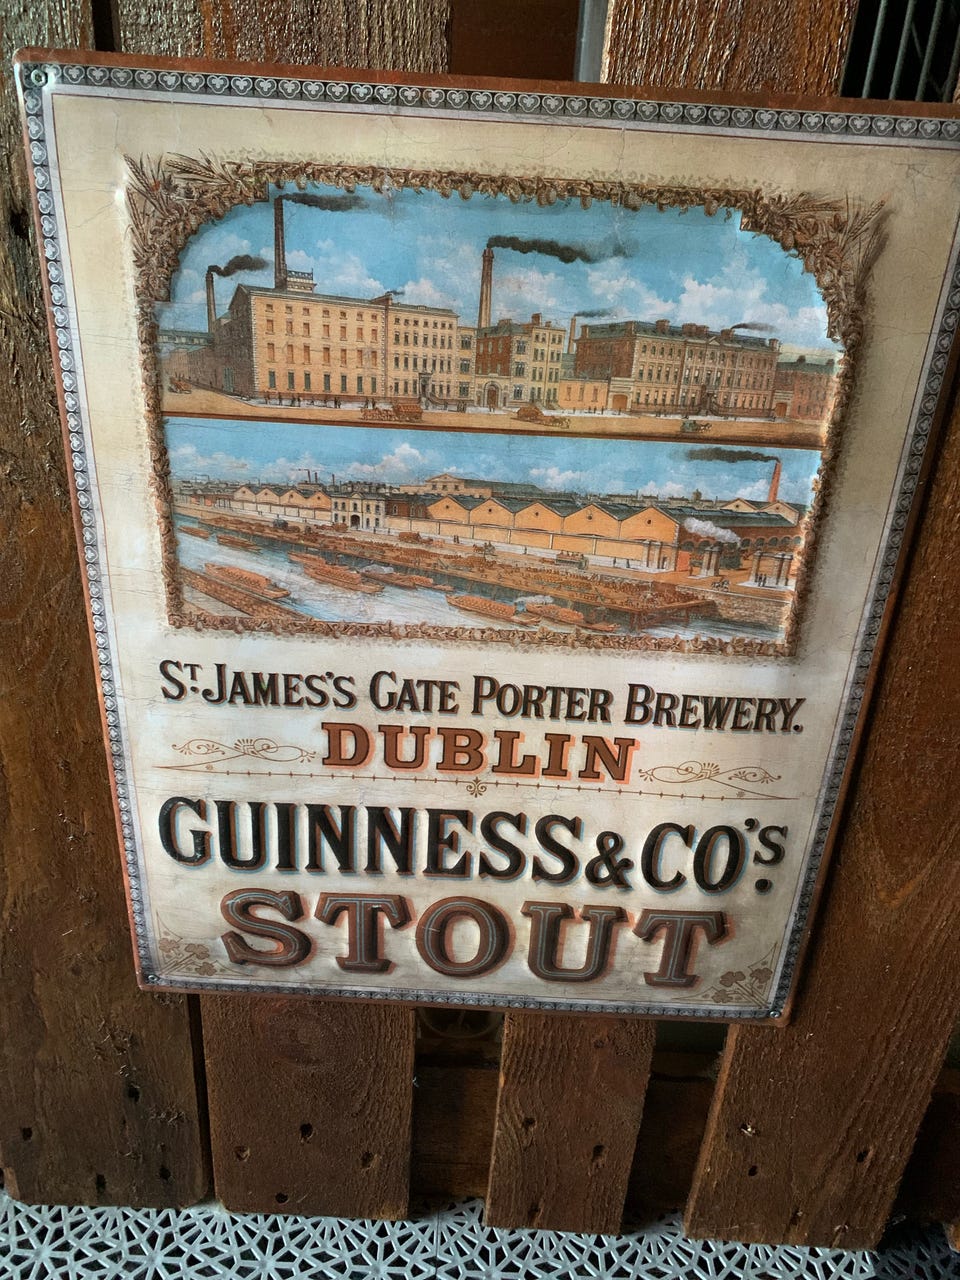 ST. JAMES'S GATE PORTER BREWERY.
DUBLIN
GUINNESS & CO'S.
STOUT